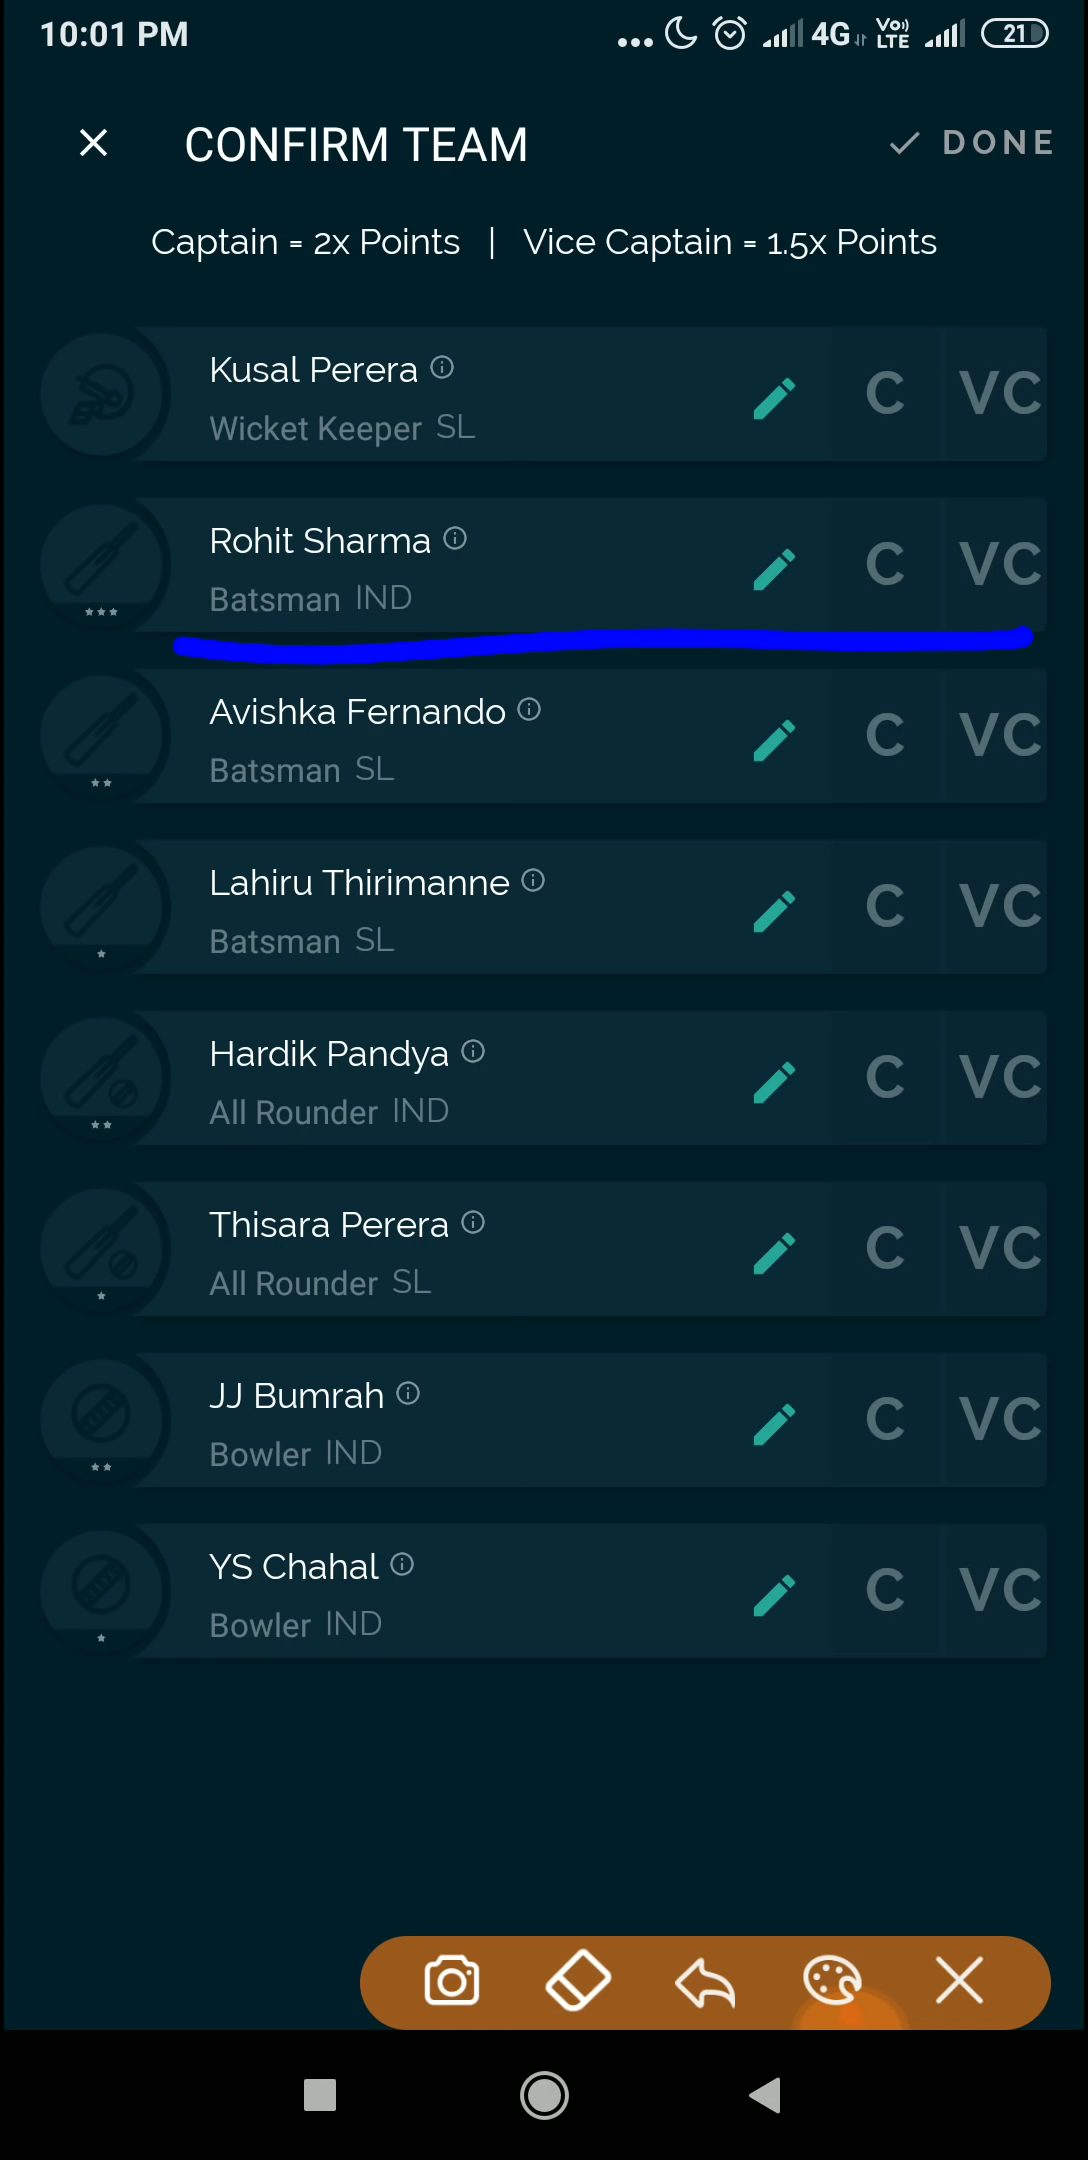 10:01 PM ... 4G VoLTE 21
CONFIRM TEAM DONE
Captain = 2x Points | Vice Captain = 1.5x Points
Kusal Perera
Wicket Keeper SL
C VC
Rohit Sharma
Batsman IND
C VC
Avishka Fernando
Batsman SL
C VC
Lahiru Thirimanne
Batsman SL
C VC
Hardik Pandya
All Rounder IND
C VC
Thisara Perera
All Rounder SL
C VC
JJ Bumrah
Bowler IND
C VC
YS Chahal
Bowler IND
C VC